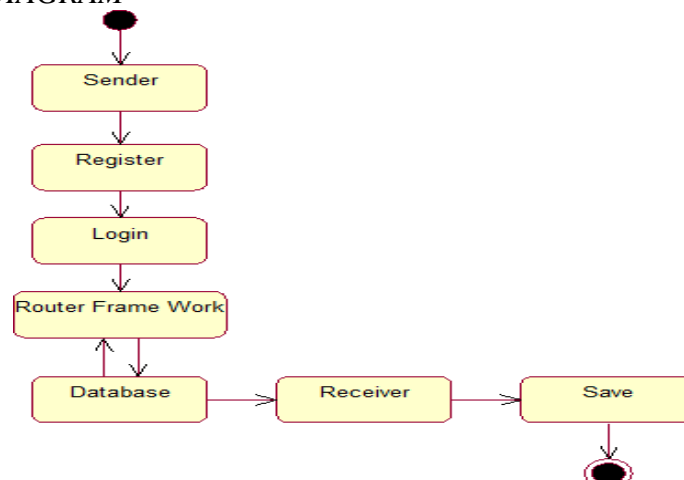 Sender
Register
Login
Router Frame Work
Database
Receiver
Save